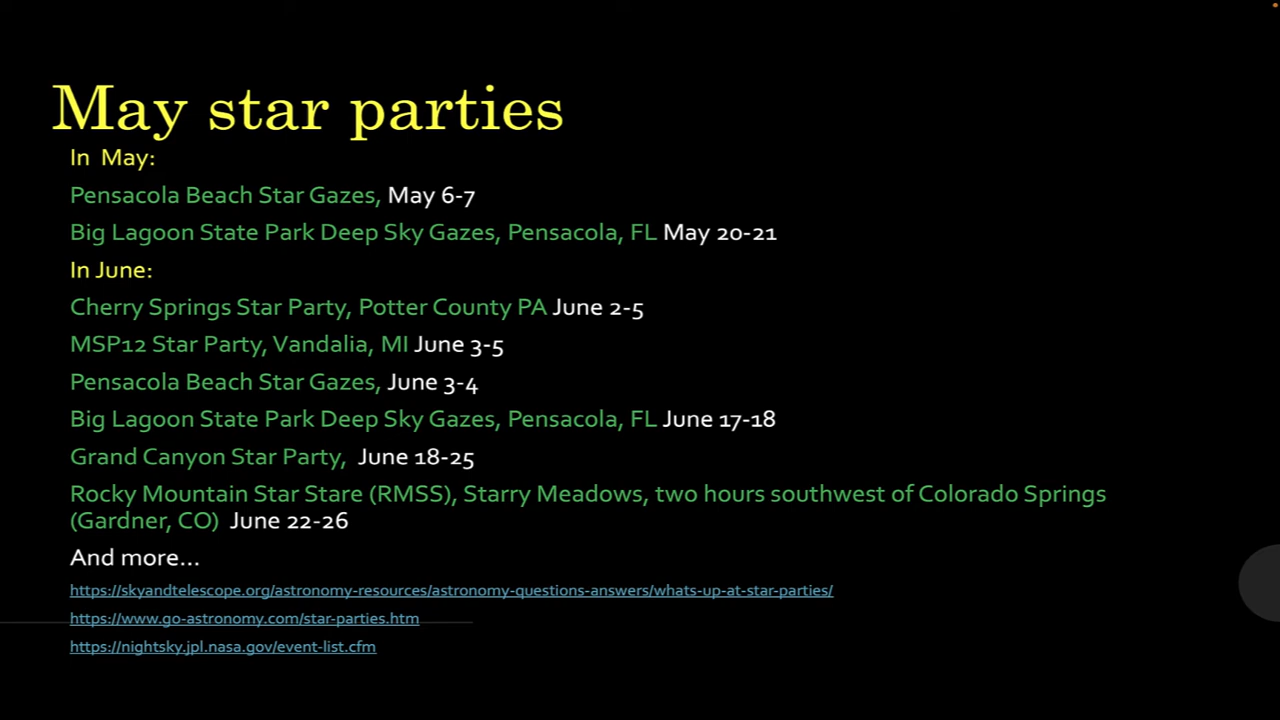 May star parties
In  May:
Pensacola Beach Star Gazes, May 6-7
Big Lagoon State Park Deep Sky Gazes, Pensacola, FL May 20-21
In June:
Cherry Springs Star Party, Potter County PA June 2-5
MSP12 Star Party, Vandalia, MI June 3-5
Pensacola Beach Star Gazes, June 3-4
Big Lagoon State Park Deep Sky Gazes, Pensacola, FL June 17-18
Grand Canyon Star Party,  June 18-25
Rocky Mountain Star Stare (RMSS), Starry Meadows, two hours southwest of Colorado Springs
(Gardner, CO)  June 22-26
And more...
https://skyandtelescope.org/astronomy-resources/astronomy-questions-answers/whats-up-at-star-parties/
https://www.go-astronomy.com/star-parties.htm
https://nightsky.jpl.nasa.gov/event-list.cfm